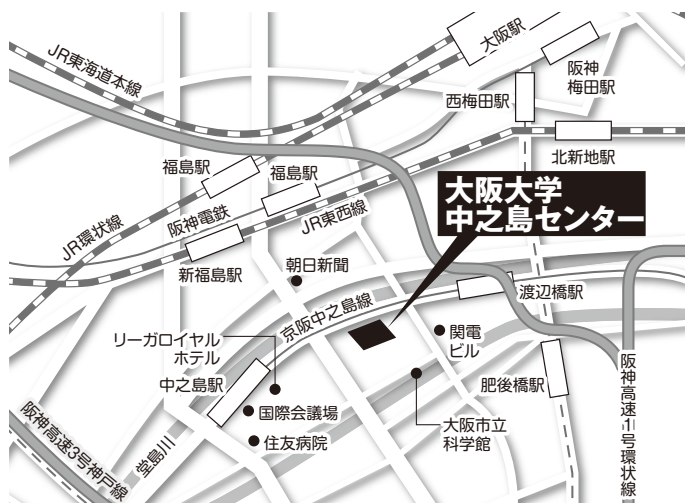 JR東海道本線
大阪駅
阪神
梅田駅
西梅田駅
北新地駅
福島駅
福島駅
JR環状線
阪神電鉄
JR東西線
新福島駅
大阪大学
中之島センター
朝日新聞
京阪中之島線
渡辺橋駅
リーガロイヤル
ホテル
関電
ビル
中之島駅
肥後橋駅
国際会議場
大阪市立
科学館
住友病院
堂島川
阪神高速3号神戸線
阪神高速1号環状線